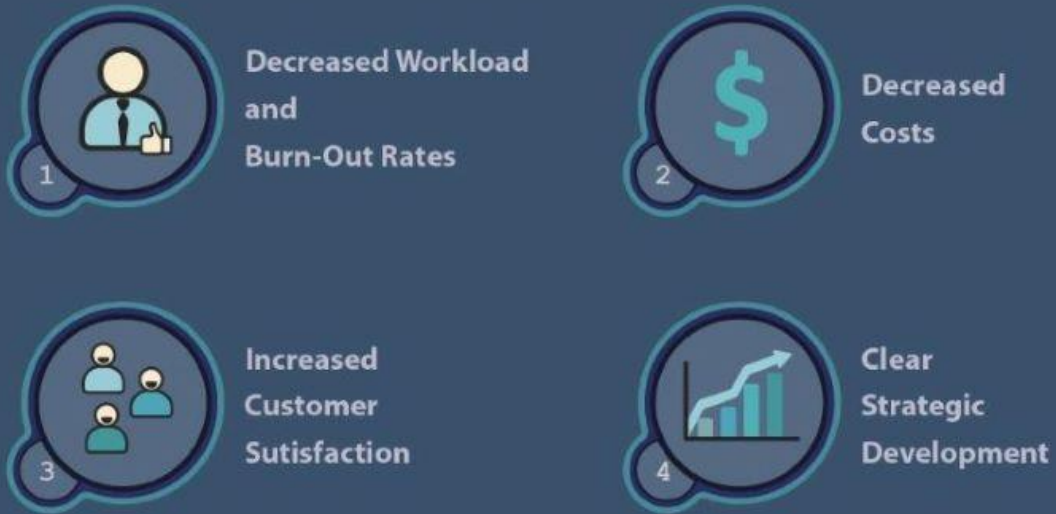 1
Decreased Workload
and
Burn-Out Rates
2
$
Decreased
Costs
3
Increased
Customer
Sutisfaction
4
Clear
Strategic
Development